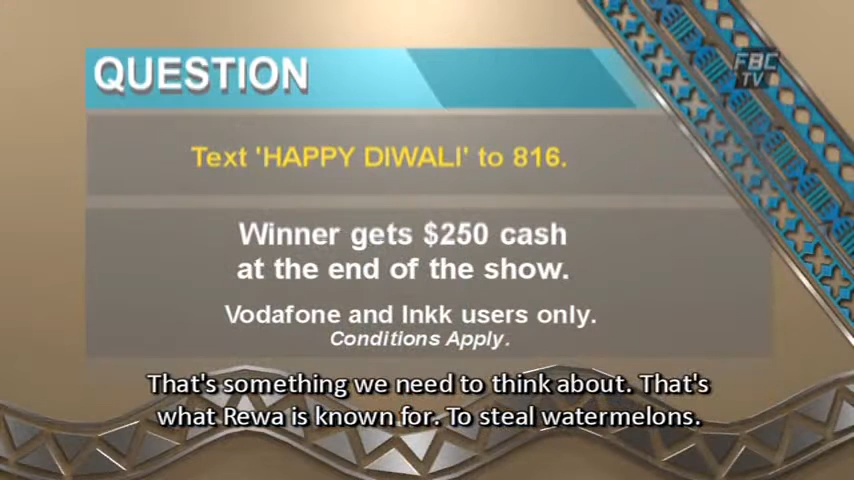 FBC
TV
QUESTION
Text 'HAPPY DIWALI' to 816.
Winner gets $250 cash
at the end of the show.
Vodafone and Inkk users only.
Conditions Apply.
That's something we need to think about. That's
what Rewa is known for. To steal watermelons.